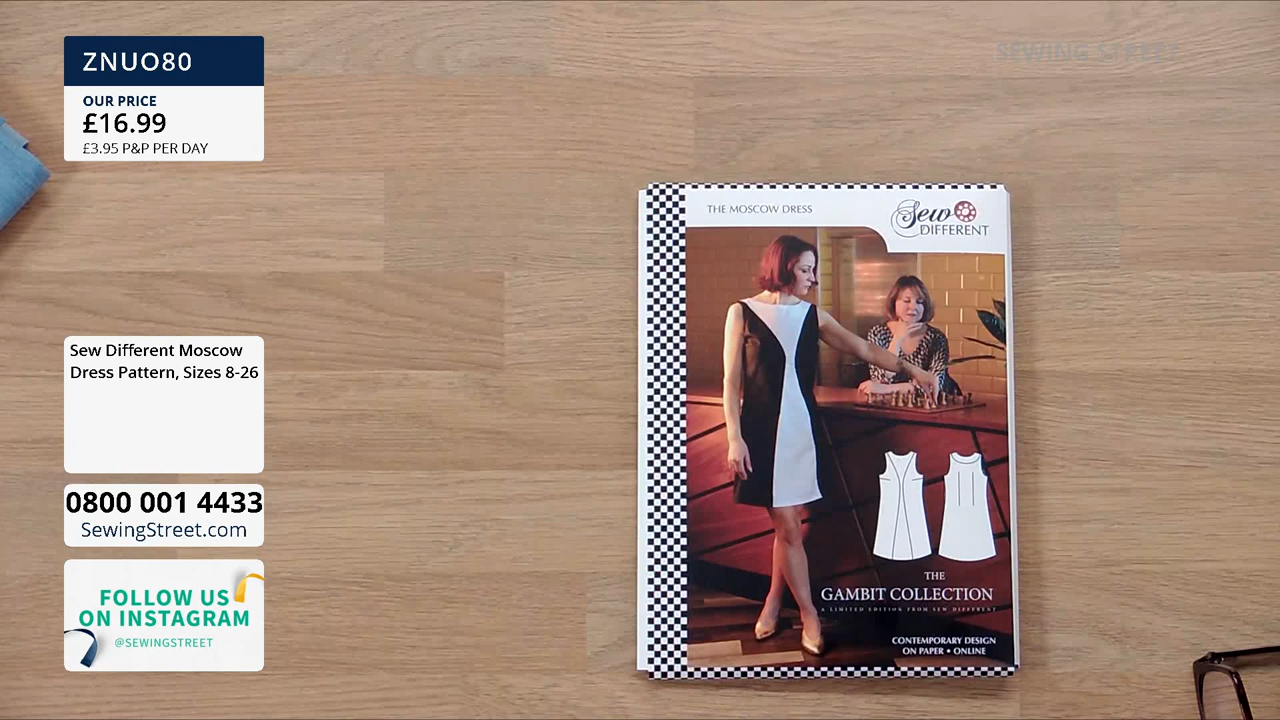 ZNUO80
OUR PRICE
£16.99
£3.95 P&P PER DAY
SEWING STREET
THE MOSCOW DRESS
Sew
DIFFERENT
Sew Different Moscow
Dress Pattern, Sizes 8-26
0800 001 4433
SewingStreet.com
FOLLOW US
ON INSTAGRAM
@SEWINGSTREET
THE
GAMBIT COLLECTION
A LIMITED EDITION FROM SEW DIFFERENT
CONTEMPORARY DESIGN
ON PAPER • ONLINE